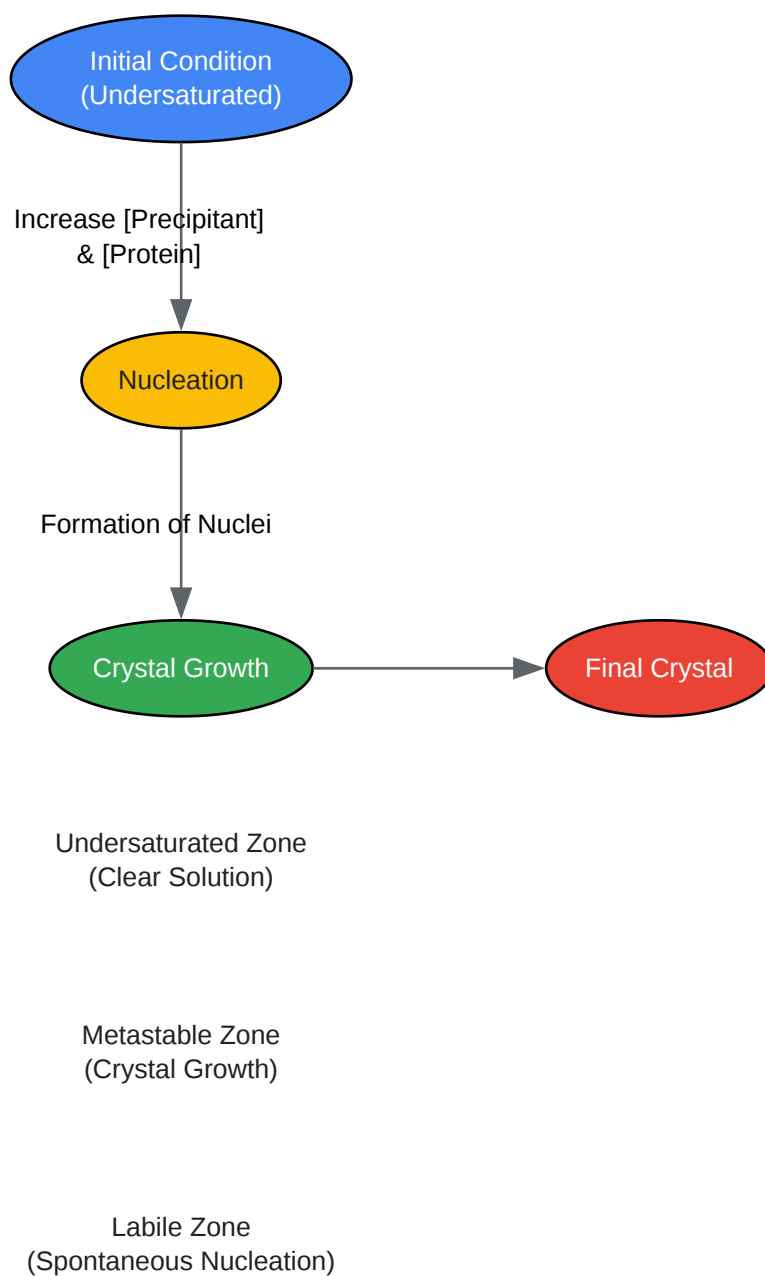 Initial Condition
(Undersaturated)
Increase [Precipitant]
& [Protein]
Nucleation
Formation of Nuclei
Crystal Growth
Final Crystal
Undersaturated Zone
(Clear Solution)
Metastable Zone
(Crystal Growth)
Labile Zone
(Spontaneous Nucleation)